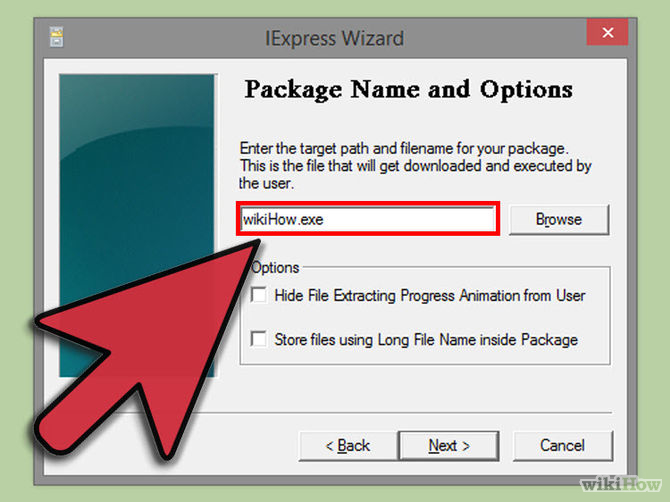 IExpress Wizard
Package Name and Options
Enter the target path and filename for your package.
This is the file that will get downloaded and executed by
the user.
wikiHow.exe
Browse
Options
Hide File Extracting Progress Animation from User
Store files using Long File Name inside Package
< Back
Next >
Cancel
wikiHow